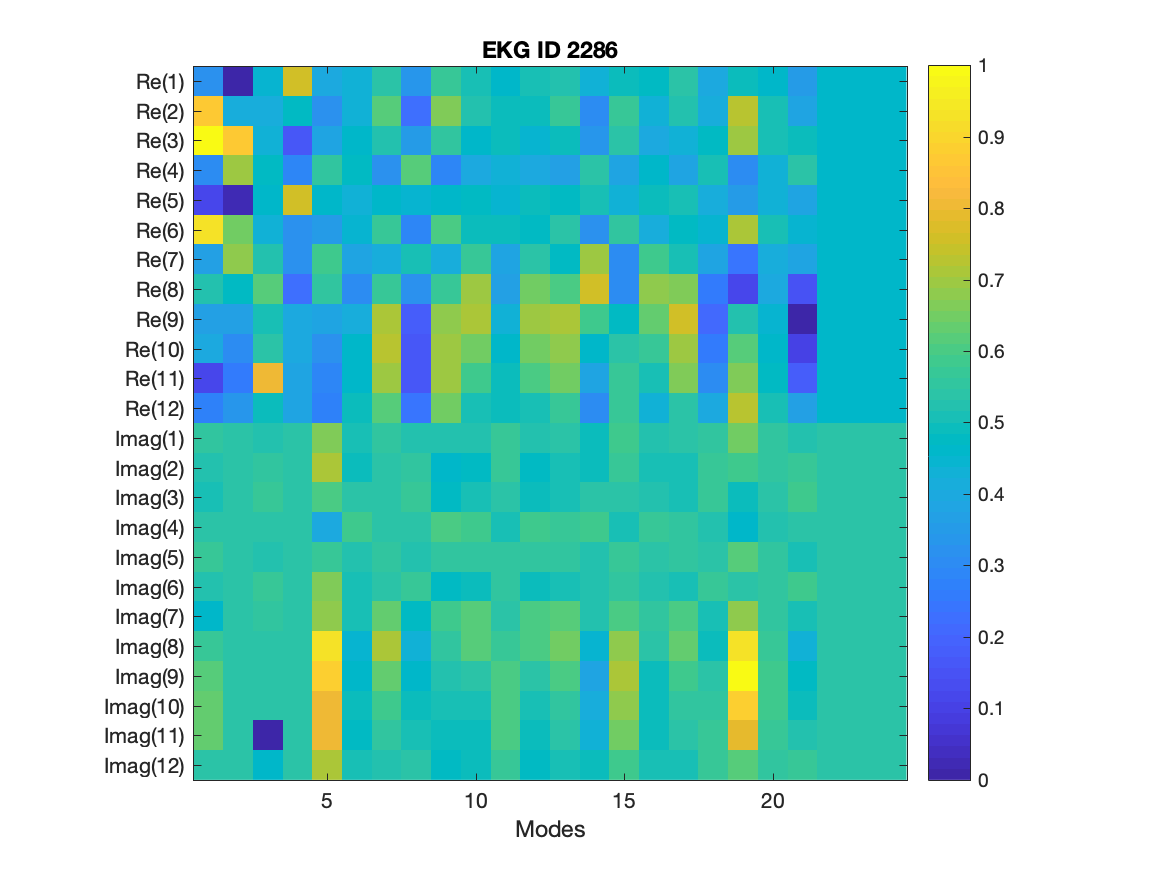 EKG ID 2286
Re(1)
Re(2)
Re(3)
Re(4)
Re(5)
Re(6)
Re(7)
Re(8)
Re(9)
Re(10)
Re(11)
Re(12)
Imag(1)
Imag(2)
Imag(3)
Imag(4)
Imag(5)
Imag(6)
Imag(7)
Imag(8)
Imag(9)
Imag(10)
Imag(11)
Imag(12)
5 10 15 20
Modes
1
0.9
0.8
0.7
0.6
0.5
0.4
0.3
0.2
0.1
0